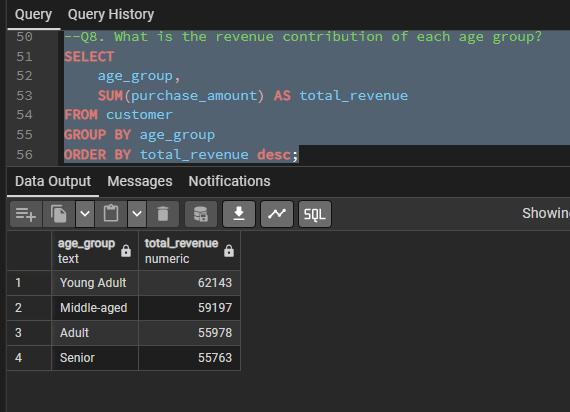 Query Query History
50 --Q8. What is the revenue contribution of each age group?
51 SELECT
52 age_group,
53 SUM(purchase_amount) AS total_revenue
54 FROM customer
55 GROUP BY age_group
56 ORDER BY total_revenue desc;
Data Output Messages Notifications
SQL Showin
age_group total_revenue
text numeric
1 Young Adult 62143
2 Middle-aged 59197
3 Adult 55978
4 Senior 55763